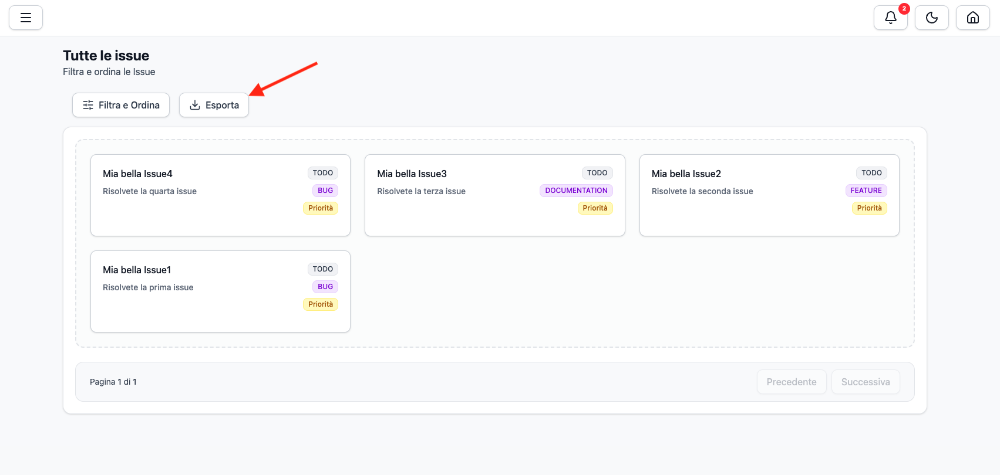 2
Tutte le issue
Filtra e ordina le Issue
Filtra e Ordina
Esporta
Mia bella Issue4
TODO
Risolvete la quarta issue
BUG
Priorità
Mia bella Issue3
TODO
Risolvete la terza issue
DOCUMENTATION
Priorità
Mia bella Issue2
TODO
Risolvete la seconda issue
FEATURE
Priorità
Mia bella Issue1
TODO
Risolvete la prima issue
BUG
Priorità
Pagina 1 di 1
Precedente
Successiva